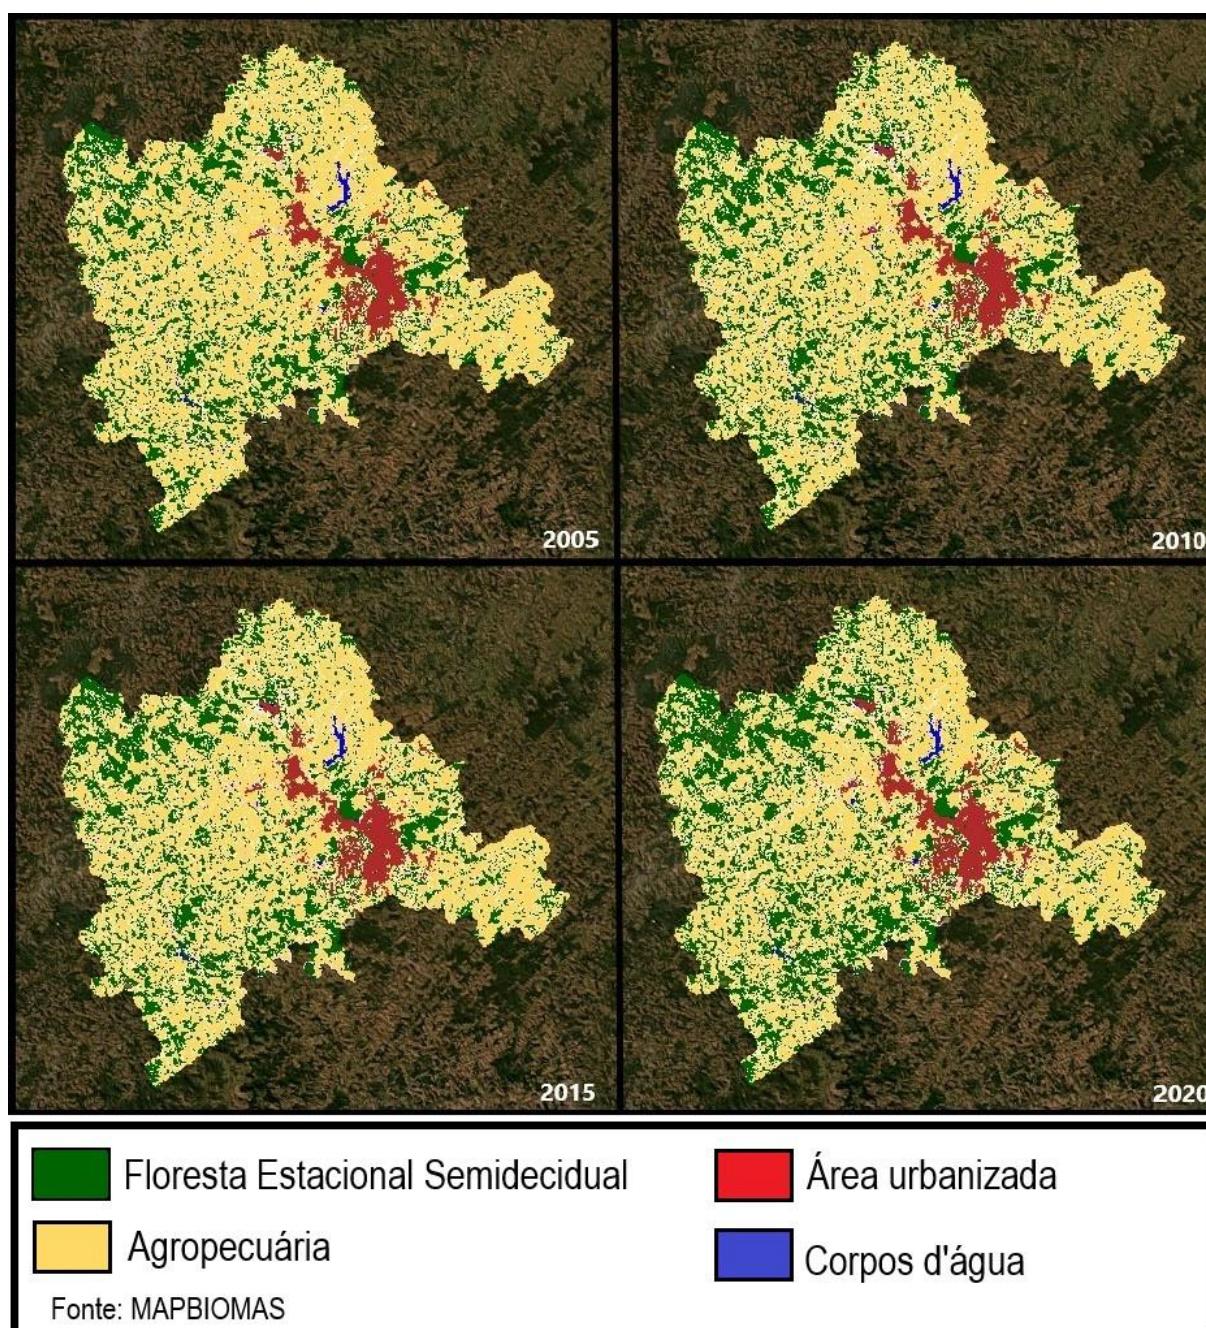 2005
2010
2015
2020
Floresta Estacional Semidecidual
Área urbanizada
Agropecuária
Corpos d'água
Fonte: MAPBIOMAS